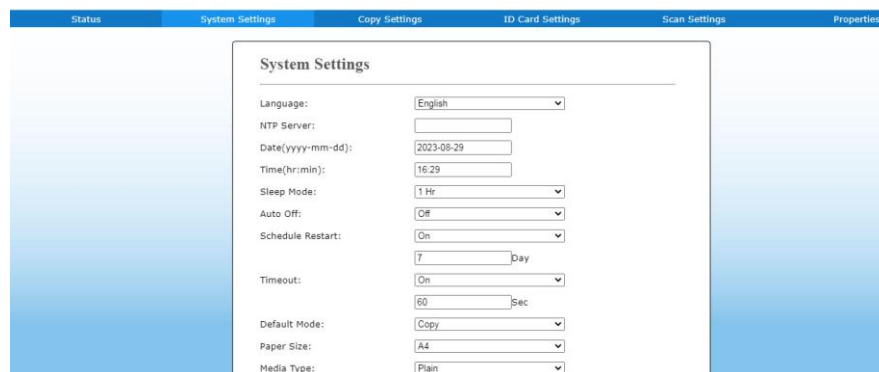 Status System Settings Copy Settings ID Card Settings Scan Settings Properties
System Settings
Language: English
NTP Server:
Date(yyyy-mm-dd): 2023-08-29
Time(hr:min): 16:29
Sleep Mode: 1 Hr
Auto Off: Off
Schedule Restart: On
7 Day
Timeout: On
60 Sec
Default Mode: Copy
Paper Size: A4
Media Type: Plain